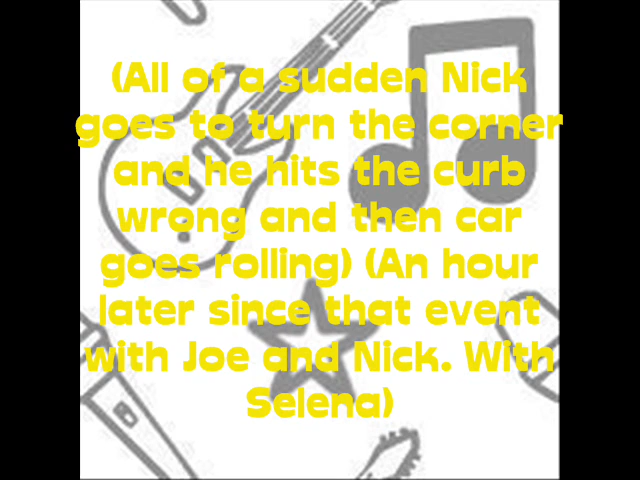 (All of a sudden Nick
goes to turn the corner
and he hits the curb
wrong and then car
goes rolling) (An hour
later since that event
with Joe and Nick. With
Selena)